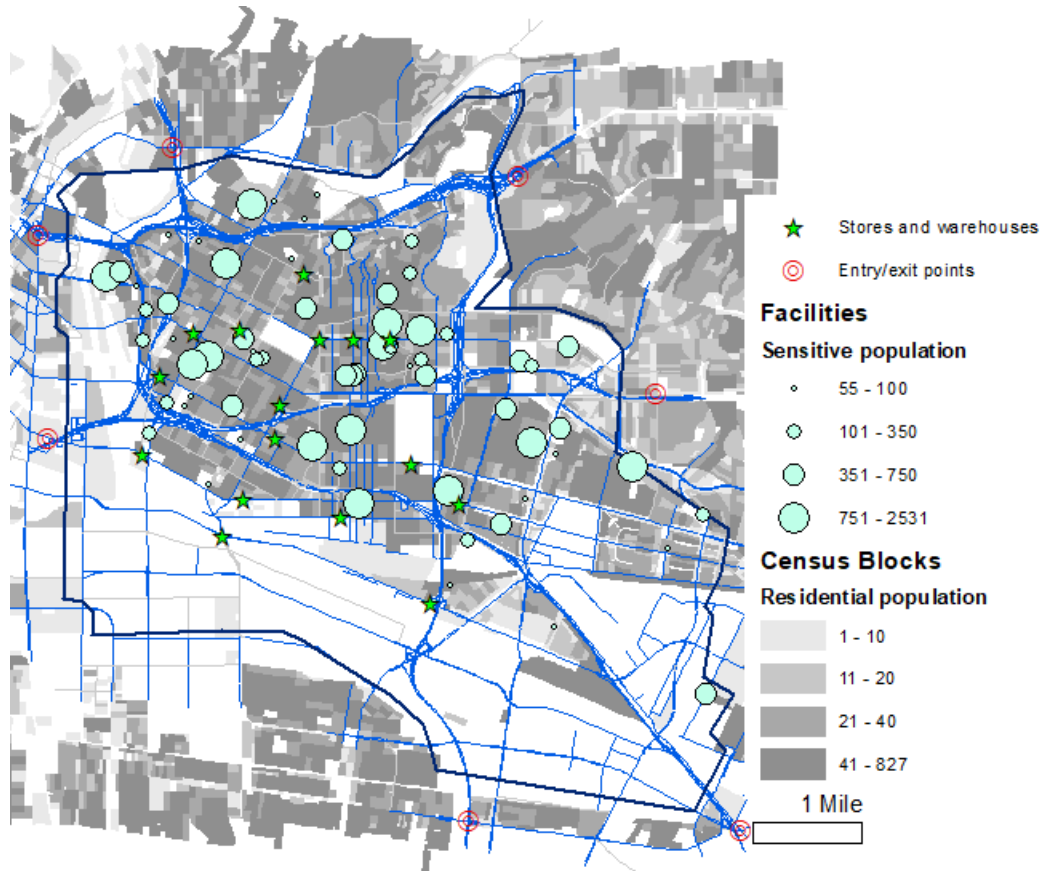 Stores and warehouses
Entry/exit points
Facilities
Sensitive population
55 - 100
101 - 350
351 - 750
751 - 2531
Census Blocks
Residential population
1 - 10
11 - 20
21 - 40
41 - 827
1 Mile